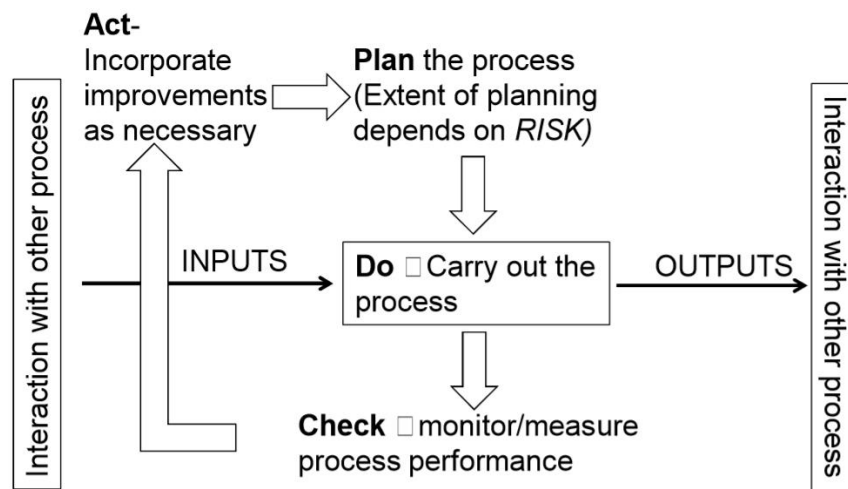 Act-
Incorporate
improvements
as necessary
Plan the process
(Extent of planning
depends on RISK)
Interaction with other process
INPUTS
Do □ Carry out the
process
OUTPUTS
Interaction with other process
Check □ monitor/measure
process performance